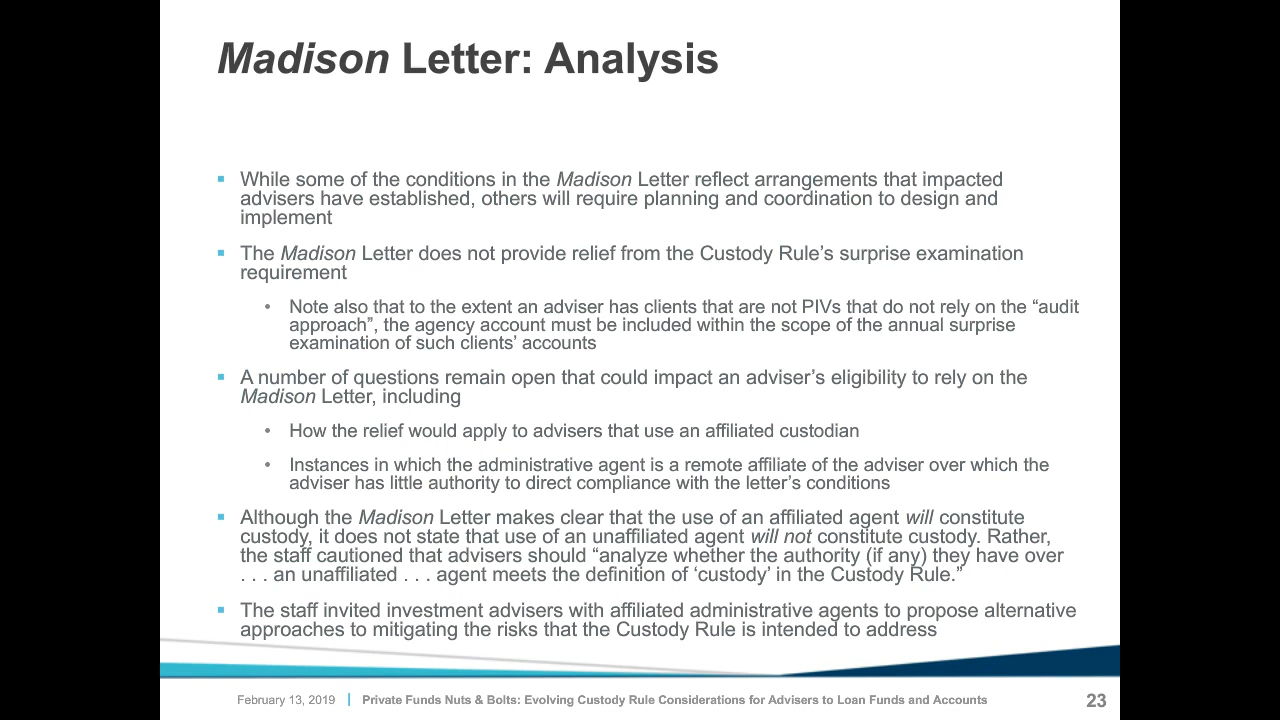 Madison Letter: Analysis
While some of the conditions in the Madison Letter reflect arrangements that impacted
advisers have established, others will require planning and coordination to design and
implement
The Madison Letter does not provide relief from the Custody Rule’s surprise examination
requirement
Note also that to the extent an adviser has clients that are not PIVs that do not rely on the “audit
approach”, the agency account must be included within the scope of the annual surprise
examination of such clients’ accounts
A number of questions remain open that could impact an adviser’s eligibility to rely on the
Madison Letter, including
How the relief would apply to advisers that use an affiliated custodian
Instances in which the administrative agent is a remote affiliate of the adviser over which the
adviser has little authority to direct compliance with the letter’s conditions
Although the Madison Letter makes clear that the use of an affiliated agent will constitute
custody, it does not state that use of an unaffiliated agent will not constitute custody. Rather,
the staff cautioned that advisers should “analyze whether the authority (if any) they have over
. . . an unaffiliated . . . agent meets the definition of ‘custody’ in the Custody Rule.”
The staff invited investment advisers with affiliated administrative agents to propose alternative
approaches to mitigating the risks that the Custody Rule is intended to address
February 13, 2019 | Private Funds Nuts & Bolts: Evolving Custody Rule Considerations for Advisers to Loan Funds and Accounts 23